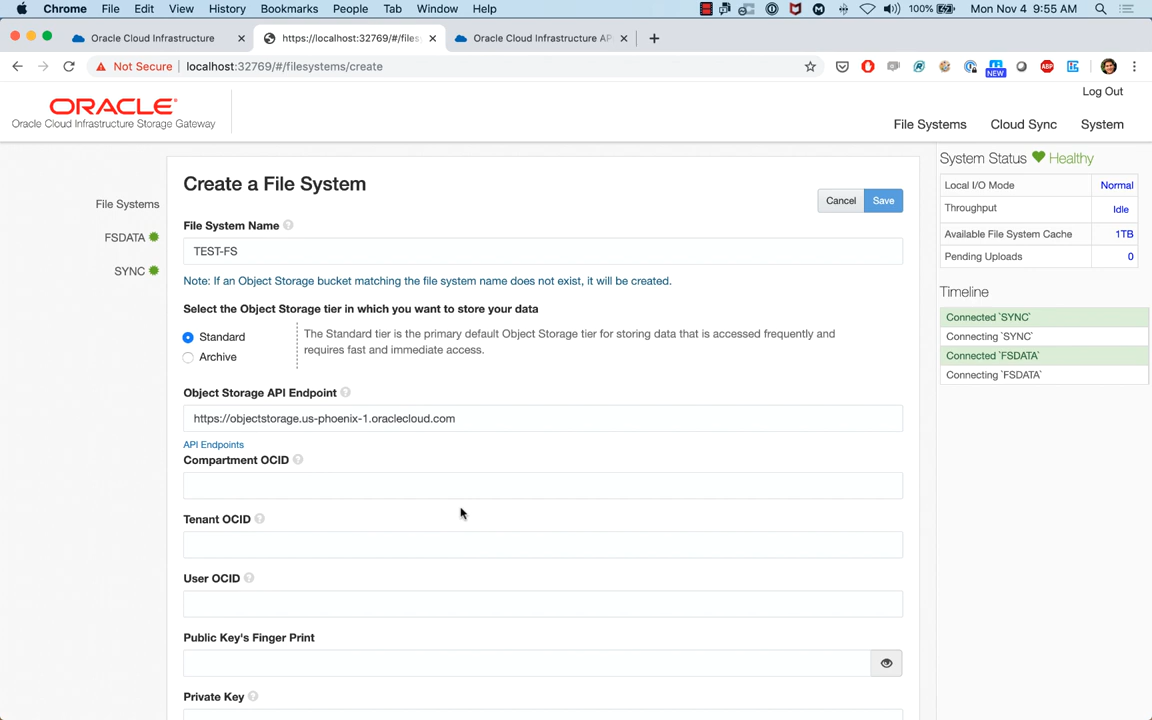 Chrome File Edit View History Bookmarks People Tab Window Help 100% Mon Nov 4 9:55 AM
Oracle Cloud Infrastructure https://localhost:32769/#/files Oracle Cloud Infrastructure AP
Not Secure localhost:32769/#/filesystems/create
NEW
ABP
Log Out
ORACLE
Oracle Cloud Infrastructure Storage Gateway
File Systems Cloud Sync System
File Systems
FSDATA
SYNC
Create a File System
Cancel Save
File System Name
TEST-FS
Note: If an Object Storage bucket matching the file system name does not exist, it will be created.
Select the Object Storage tier in which you want to store your data
Standard
Archive
The Standard tier is the primary default Object Storage tier for storing data that is accessed frequently and
requires fast and immediate access.
Object Storage API Endpoint
https://objectstorage.us-phoenix-1.oraclecloud.com
API Endpoints
Compartment OCID
Tenant OCID
User OCID
Public Key's Finger Print
Private Key
System Status Healthy
Local I/O Mode Normal
Throughput Idle
Available File System Cache 1TB
Pending Uploads 0
Timeline
Connected `SYNC`
Connecting `SYNC`
Connected `FSDATA`
Connecting `FSDATA`